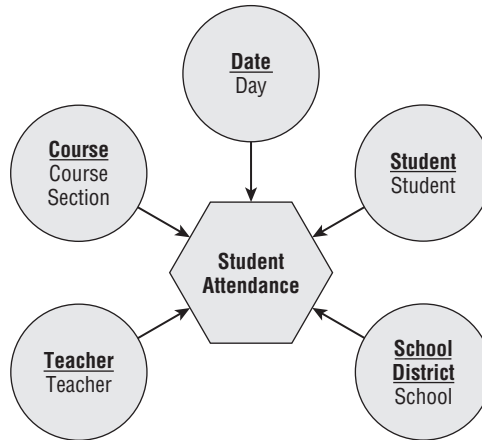 Date
Day
Course
Course
Section
Student
Student
Student
Attendance
Teacher
Teacher
School
District
School